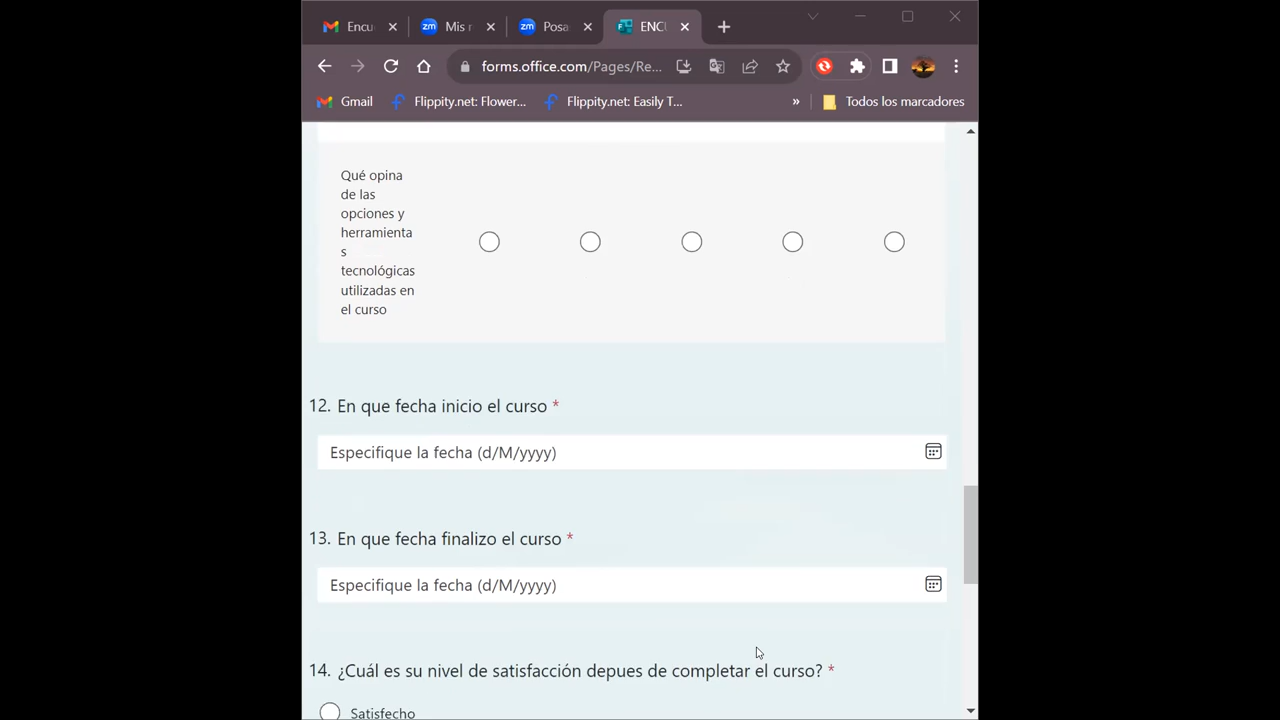 Encu
Mis r
Posa
ENCU
forms.office.com/Pages/Re...
Gmail
Flippity.net: Flower...
Flippity.net: Easily T...
»
Todos los marcadores
Qué opina
de las
opciones y
herramienta
s
tecnológicas
utilizadas en
el curso
12. En que fecha inicio el curso *
Especifique la fecha (d/M/yyyy)
13. En que fecha finalizo el curso *
Especifique la fecha (d/M/yyyy)
14. ¿Cuál es su nivel de satisfacción depues de completar el curso? *
Satisfecho